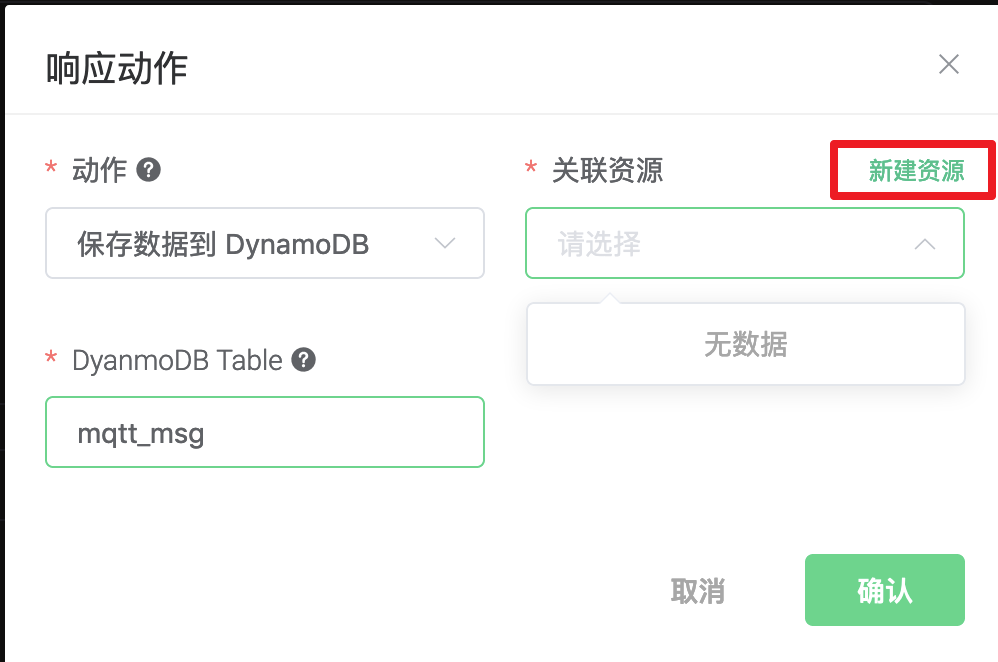 响应动作
* 动作 ?
* 关联资源
新建资源
保存数据到 DynamoDB
请选择
无数据
* DyanmoDB Table ?
mqtt_msg
取消
确认